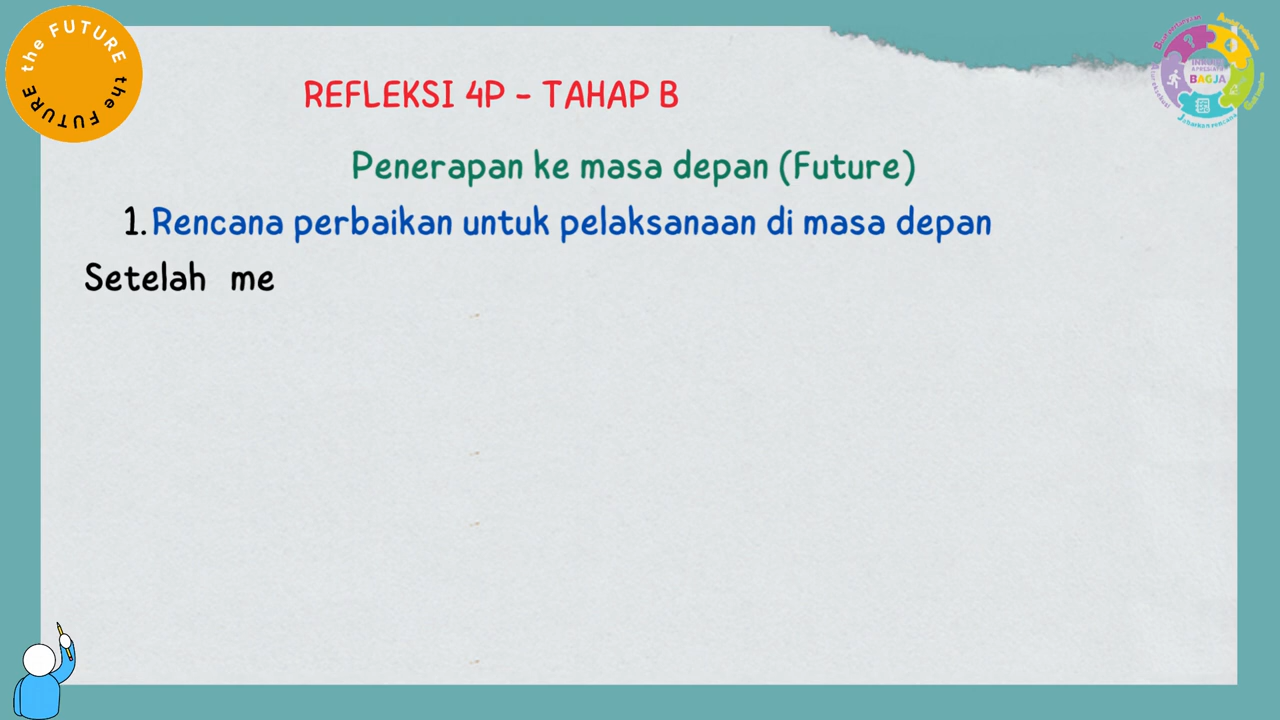 the FUTURE the FUTURE
REFLEKSI 4P - TAHAP B
Penerapan ke masa depan (Future)
1. Rencana perbaikan untuk pelaksanaan di masa depan
Setelah me
BAGJA